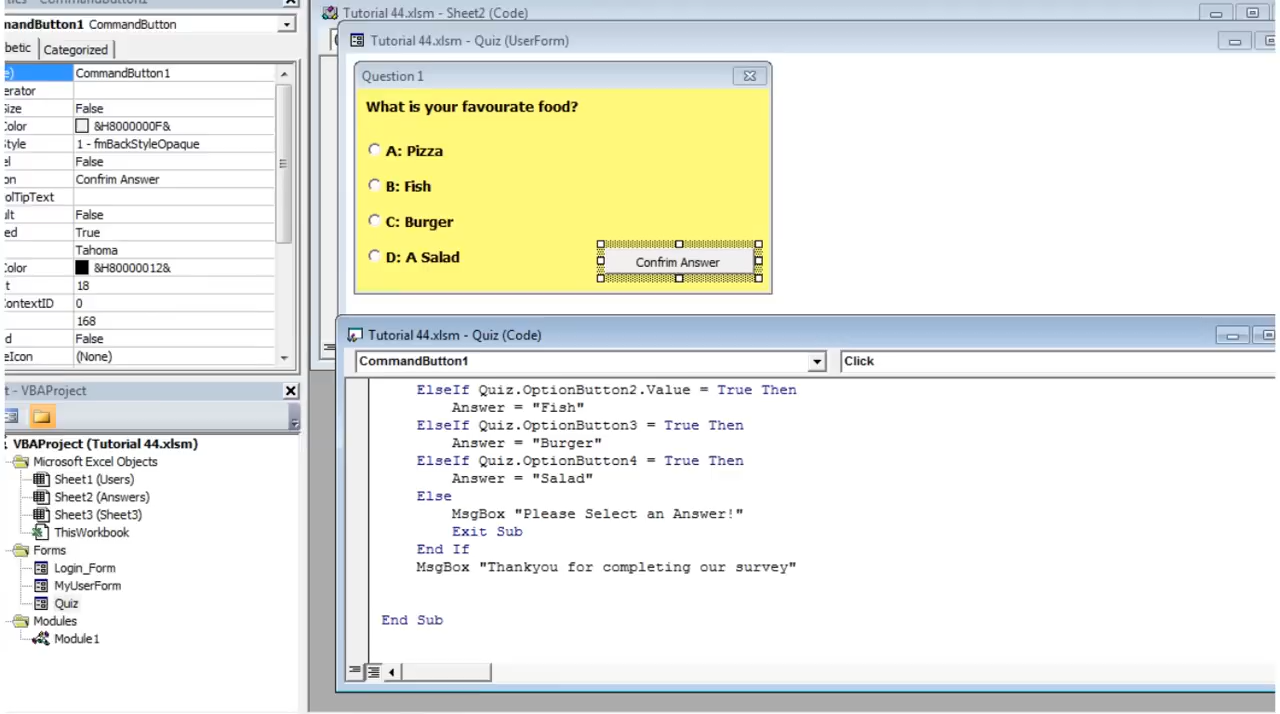 mandButton1 CommandButton
betic Categorized
e) CommandButton1
erator
Size False
Color &H8000000F&
Style 1 - fmBackStyleOpaque
el False
on Confrim Answer
olTipText
ult False
ed True
Tahoma
Color &H80000012&
t 18
ContextID 0
168
d False
eIcon (None)
t - VBAProject
VBAProject (Tutorial 44.xlsm)
Microsoft Excel Objects
Sheet1 (Users)
Sheet2 (Answers)
Sheet3 (Sheet3)
ThisWorkbook
Forms
Login_Form
MyUserForm
Quiz
Modules
Module1
Tutorial 44.xlsm - Sheet2 (Code)
Tutorial 44.xlsm - Quiz (UserForm)
Question 1
What is your favourate food?
A: Pizza
B: Fish
C: Burger
D: A Salad
Confrim Answer
Tutorial 44.xlsm - Quiz (Code)
CommandButton1 Click
ElseIf Quiz.OptionButton2.Value = True Then
Answer = "Fish"
ElseIf Quiz.OptionButton3 = True Then
Answer = "Burger"
ElseIf Quiz.OptionButton4 = True Then
Answer = "Salad"
Else
MsgBox "Please Select an Answer!"
Exit Sub
End If
MsgBox "Thankyou for completing our survey"
End Sub